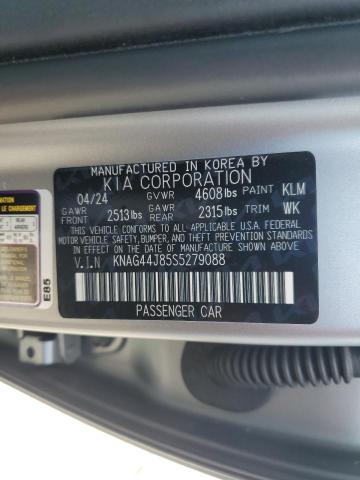 MANUFACTURED IN KOREA BY
KIA CORPORATION
04/24 GVWR 4608 lbs PAINT KLM
GAWR FRONT 2513 lbs GAWR REAR 2315 lbs TRIM WK
THIS VEHICLE CONFORMS TO ALL APPLICABLE U.S FEDERAL
MOTOR VEHICLE SAFETY, BUMPER, AND THEFT PREVENTION
STANDARDS IN EFFECT ON THE DATE OF MANUFACTURE SHOWN ABOVE.
V.I.N KNAG44J85S5279088
PASSENGER CAR
LE CHARGEMENT
E85